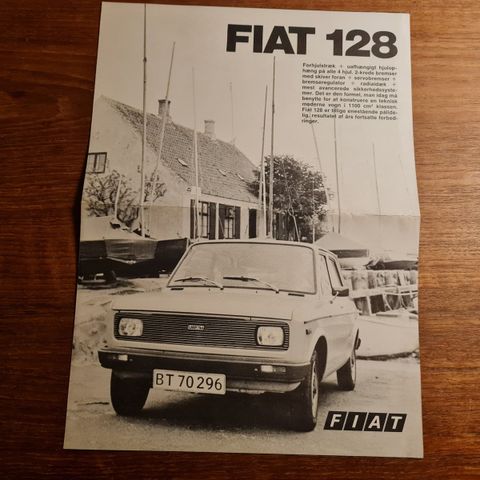 FIAT 128
Forhjulstræk + uafhængigt hjulop-
hæng på alle 4 hjul. 2-kreds bremser
med skiver foran + servobremser +
bremseregulator + radialdæk +
mest avancerede sikkerhedssyste-
mer. Det er den formel, man idag må
benytte for at konstruere en teknisk
moderne vogn i 1100 cm³ klassen.
Fiat 128 er tillige enestående pålide-
lig, resultatet af års fortsatte forbed-
ringer.
BT 70 296
FIAT